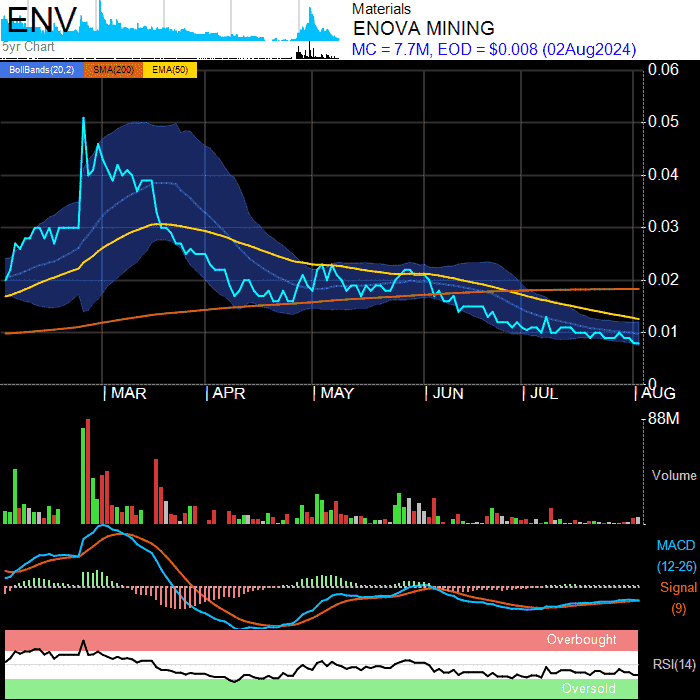 ENV
5yr Chart
Materials
ENOVA MINING
MC = 7.7M, EOD = $0.008 (02Aug2024)
BollBands(20,2) SMA(200) EMA(50)
0.06
0.05
0.04
0.03
0.02
0.01
0
MAR APR MAY JUN JUL AUG
88M
Volume
MACD
(12-26)
Signal
(9)
Overbought
RSI(14)
Oversold